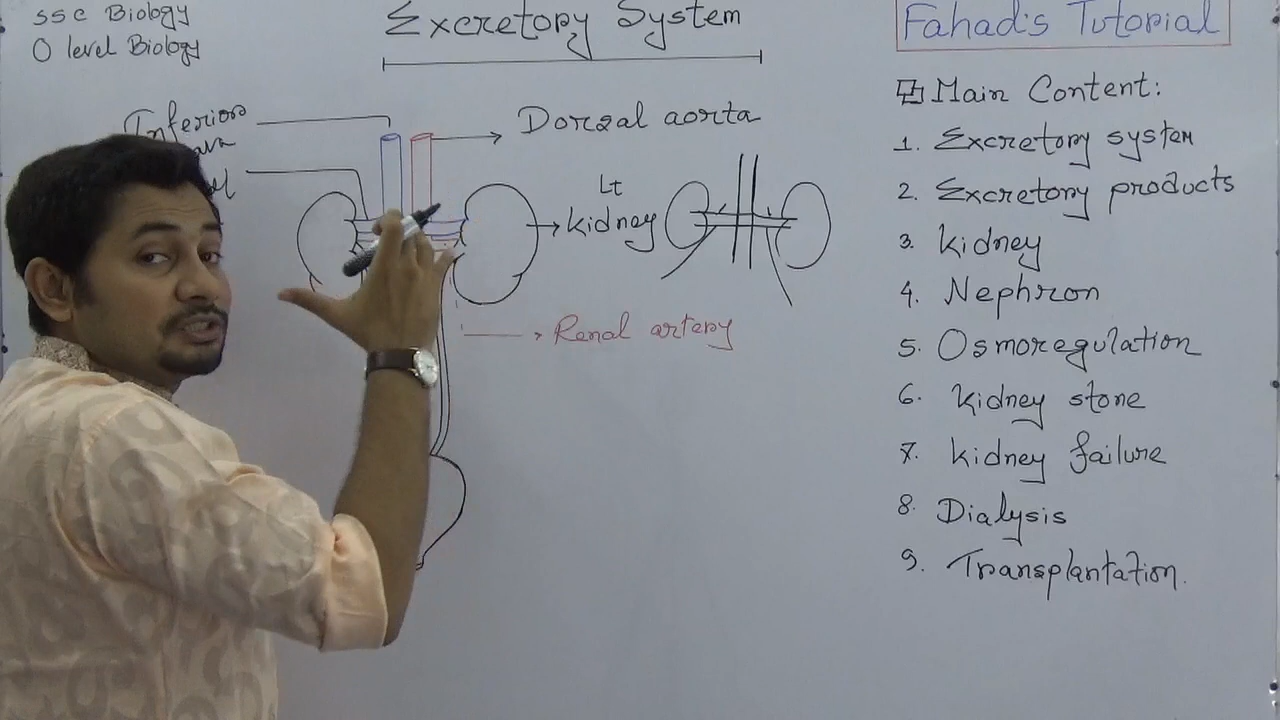 SSC Biology
O level Biology
Excretory System
Fahad's Tutorial
Inferior
Dorsal aorta
Lt
kidney
Renal artery
Main Content:
1. Excretory system
2. Excretory products
3. kidney
4. Nephron
5. Osmoregulation
6. kidney stone
7. kidney failure
8. Dialysis
9. Transplantation.